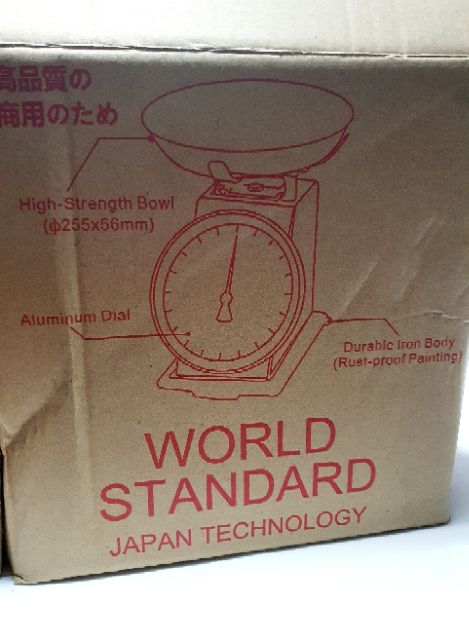 高品質の
商用のため
High-Strength Bowl
(ф255x66mm)
Aluminum Dial
Durable Iron Body
(Rust-proof Painting)
WORLD
STANDARD
JAPAN TECHNOLOGY